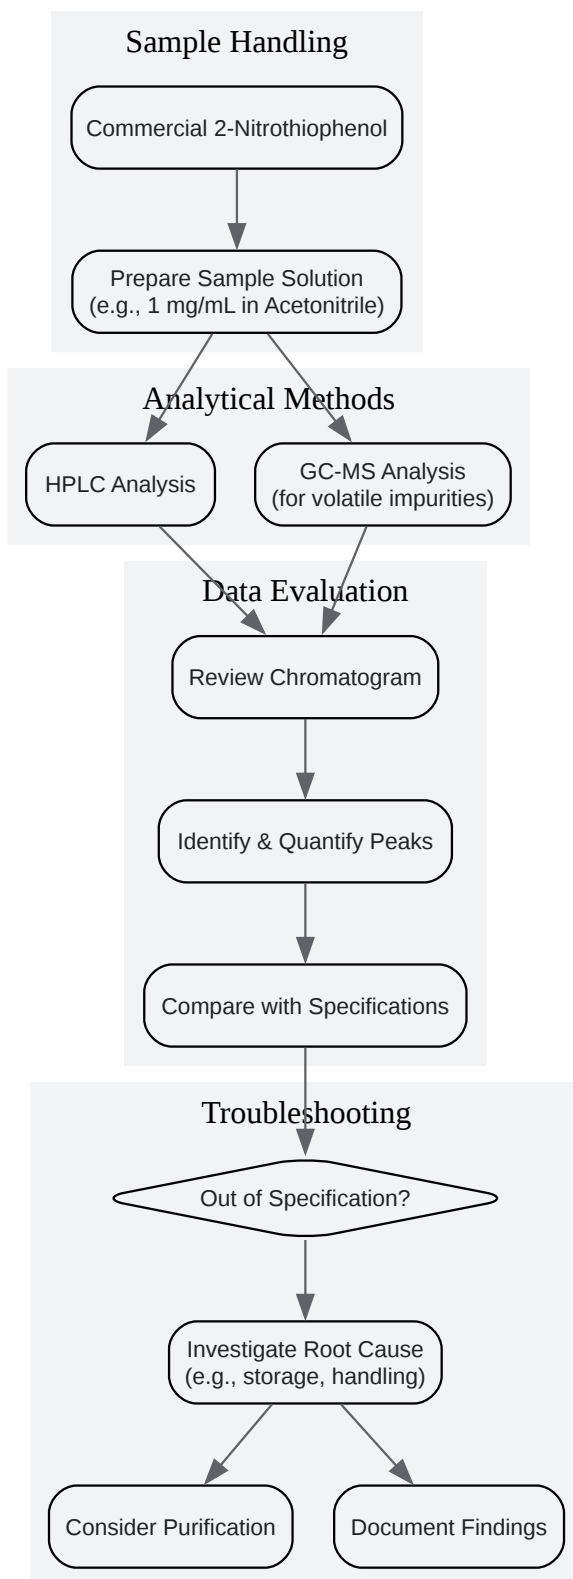 Sample Handling
Commercial 2-Nitrothiophenol
Prepare Sample Solution
(e.g., 1 mg/mL in Acetonitrile)
Analytical Methods
HPLC Analysis
GC-MS Analysis
(for volatile impurities)
Data Evaluation
Review Chromatogram
Identify & Quantify Peaks
Compare with Specifications
Troubleshooting
Out of Specification?
Investigate Root Cause
(e.g., storage, handling)
Consider Purification
Document Findings